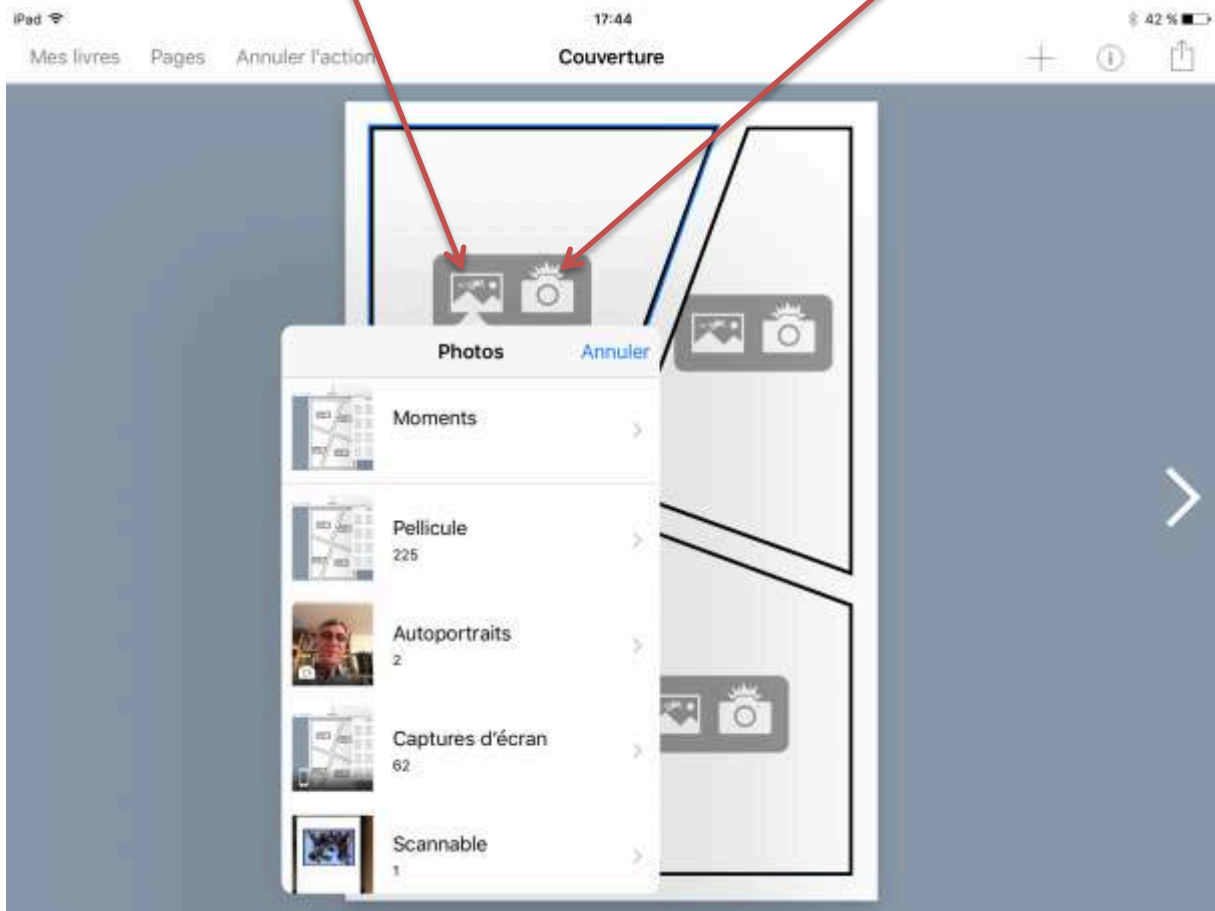 iPad 17:44 42 %
Mes livres Pages Annuler l'action Couverture
Photos Annuler
Moments
Pellicule
225
Autoportraits
2
Captures d'écran
62
Scannable
1